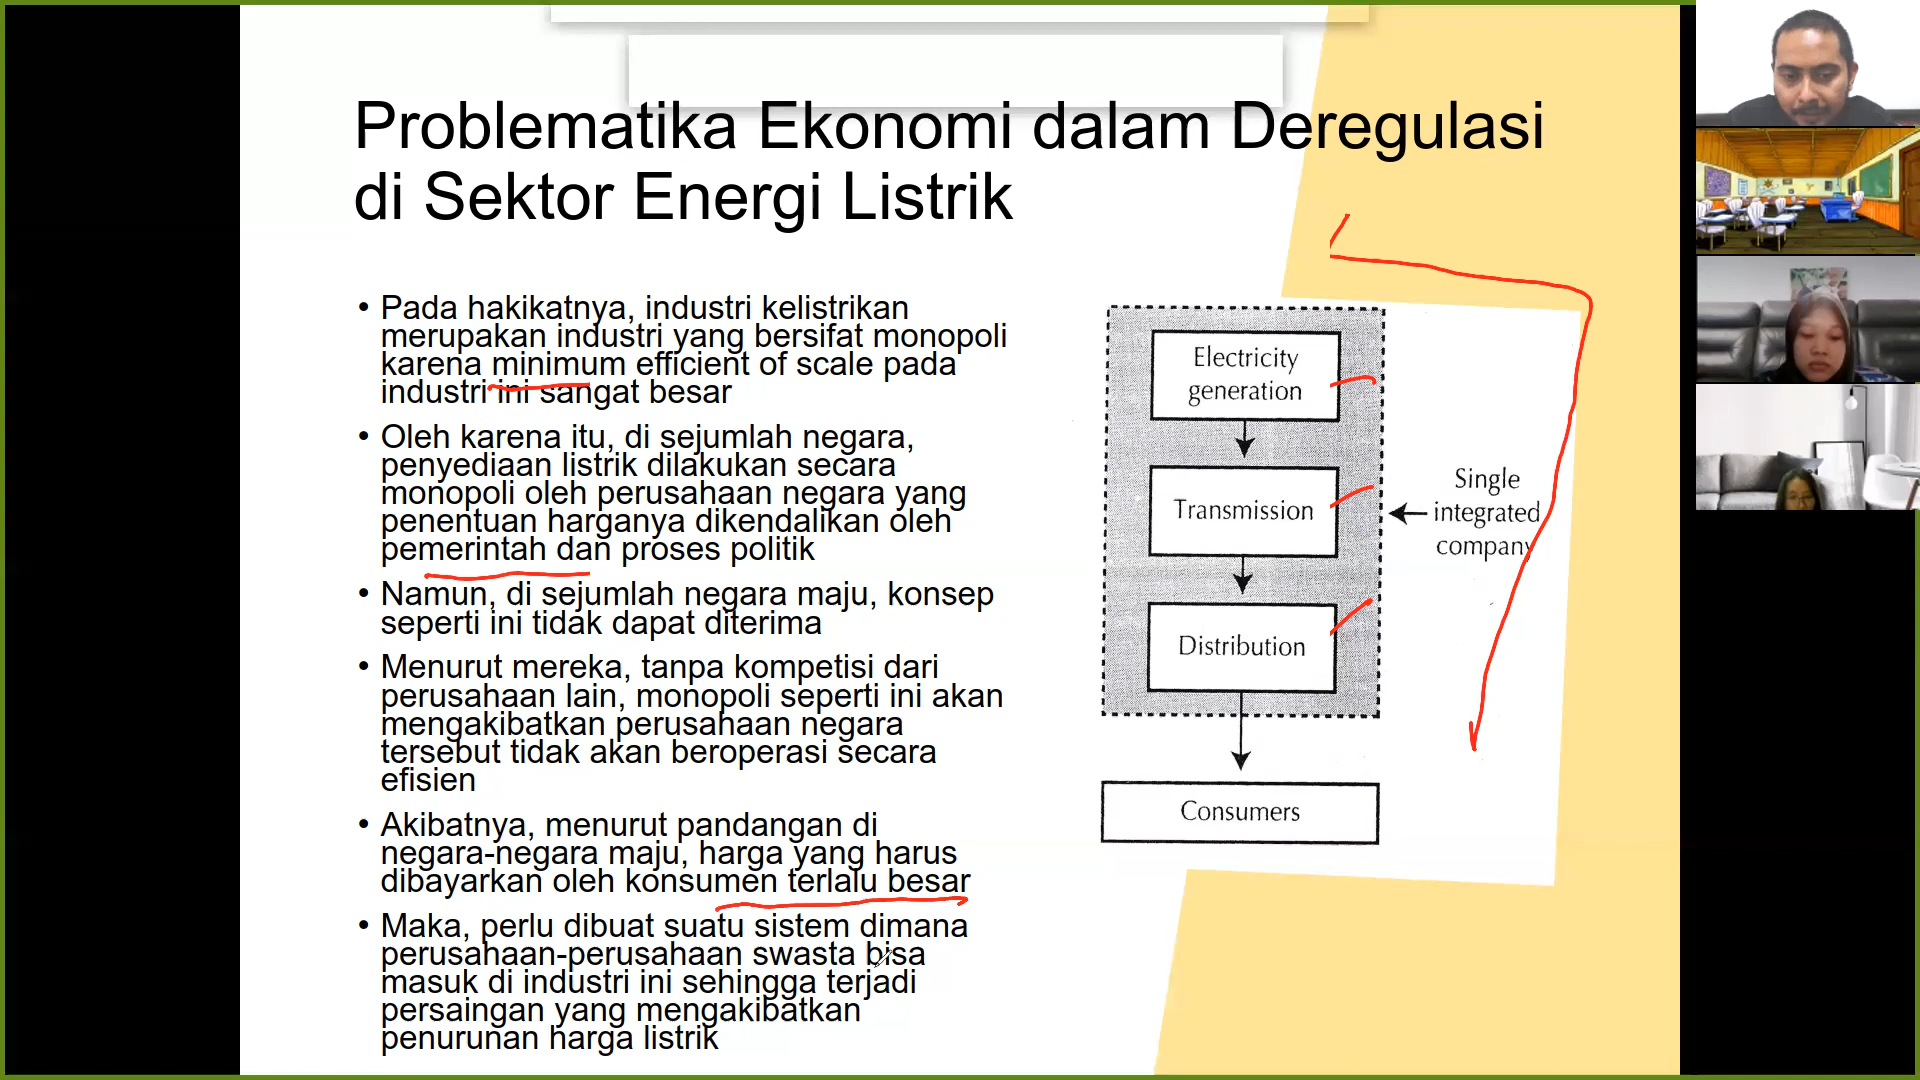 Problematika Ekonomi dalam Deregulasi
di Sektor Energi Listrik
• Pada hakikatnya, industri kelistrikan
merupakan industri yang bersifat monopoli
karena minimum efficient of scale pada
industri ini sangat besar
• Oleh karena itu, di sejumlah negara,
penyediaan listrik dilakukan secara
monopoli oleh perusahaan negara yang
penentuan harganya dikendalikan oleh
pemerintah dan proses politik
• Namun, di sejumlah negara maju, konsep
seperti ini tidak dapat diterima
• Menurut mereka, tanpa kompetisi dari
perusahaan lain, monopoli seperti ini akan
mengakibatkan perusahaan negara
tersebut tidak akan beroperasi secara
efisien
• Akibatnya, menurut pandangan di
negara-negara maju, harga yang harus
dibayarkan oleh konsumen terlalu besar
• Maka, perlu dibuat suatu sistem dimana
perusahaan-perusahaan swasta bisa
masuk di industri ini sehingga terjadi
persaingan yang mengakibatkan
penurunan harga listrik
Electricity
generation
Transmission
Distribution
Consumers
Single
integrated
company